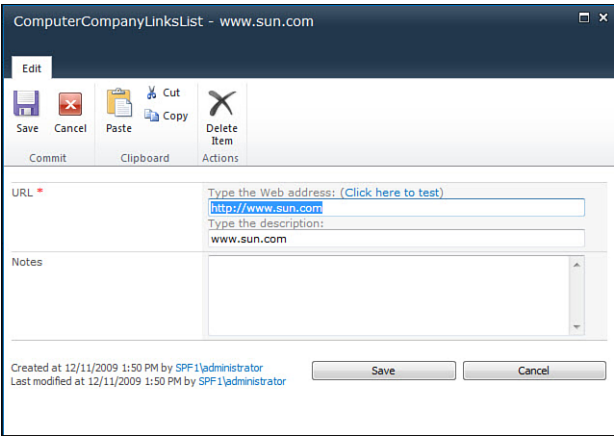 ComputerCompanyLinksList - www.sun.com
Edit
Save
Cancel
Paste
Cut
Copy
Delete
Item
Commit
Clipboard
Actions
URL *
Type the Web address: (Click here to test)
http://www.sun.com
Type the description:
www.sun.com
Notes
Created at 12/11/2009 1:50 PM by SPF1\administrator
Last modified at 12/11/2009 1:50 PM by SPF1\administrator
Save
Cancel